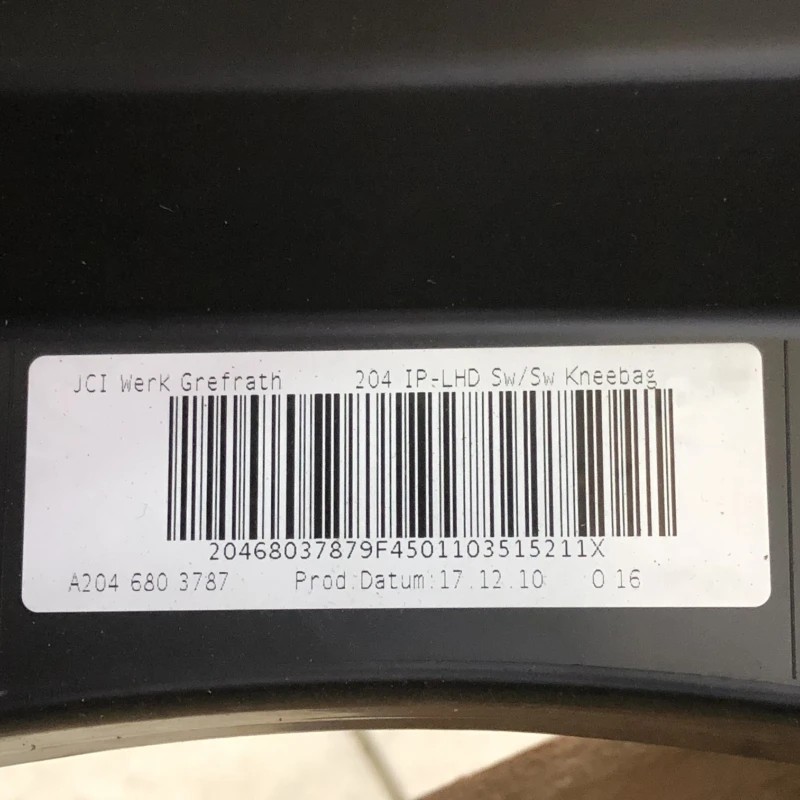 JCI Werk Grefrath 204 IP-LHD Sw/Sw Kneebag
20468037879F4501103515211X
A204 680 3787 Prod.Datum:17.12.10 O 16